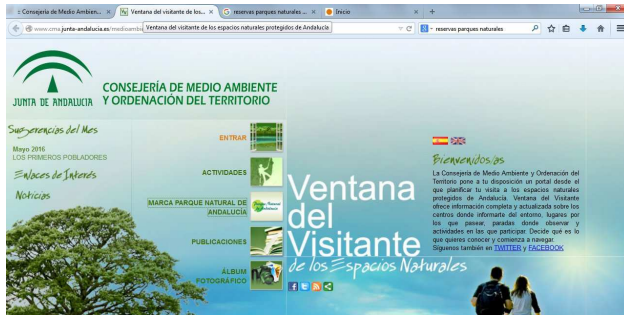 Consejería de Medio Ambien...
Ventana del visitante de los...
reservas parques naturales ...
Inicio
www.cma.junta-andalucia.es/medioambie
Ventana del visitante de los espacios naturales protegidos de Andalucía
reservas parques naturales
JUNTA DE ANDALUCIA
CONSEJERÍA DE MEDIO AMBIENTE
Y ORDENACIÓN DEL TERRITORIO
Sugerencias del Mes
Mayo 2016
LOS PRIMEROS POBLADORES
Enlaces de Interés
Noticias
ENTRAR
ACTIVIDADES
MARCA PARQUE NATURAL DE
ANDALUCÍA
PUBLICACIONES
ÁLBUM
FOTOGRÁFICO
Ventana
del
Visitante
de los Espacios Naturales
Bienvenidos/as
La Consejería de Medio Ambiente y Ordenación del
Territorio pone a tu disposición un portal desde el
que planificar tu visita a los espacios naturales
protegidos de Andalucía. Ventana del Visitante
ofrece información completa y actualizada sobre los
centros donde informarte del entorno, lugares por
los que pasear, paradas donde observar y
actividades en las que participar. Decide qué es lo
que quieres conocer y comienza a navegar.
Síguenos también en TWITTER y FACEBOOK